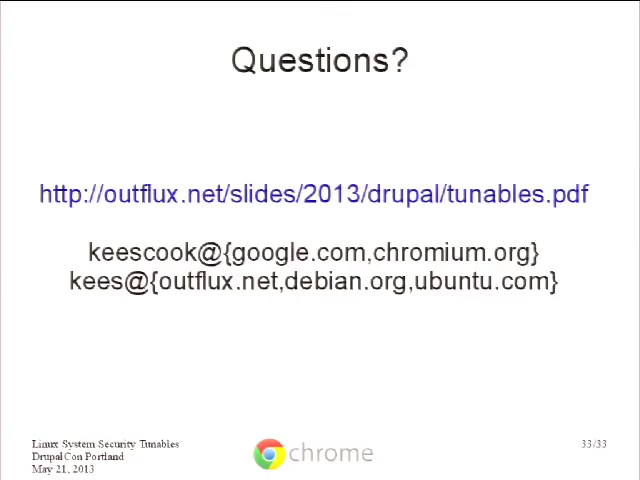 Questions?
http://outflux.net/slides/2013/drupal/tunables.pdf
keescook@{google.com,chromium.org}
kees@{outflux.net,debian.org,ubuntu.com}
Linux System Security Tunables
DrupalCon Portland
May 21, 2013
chrome
33/33